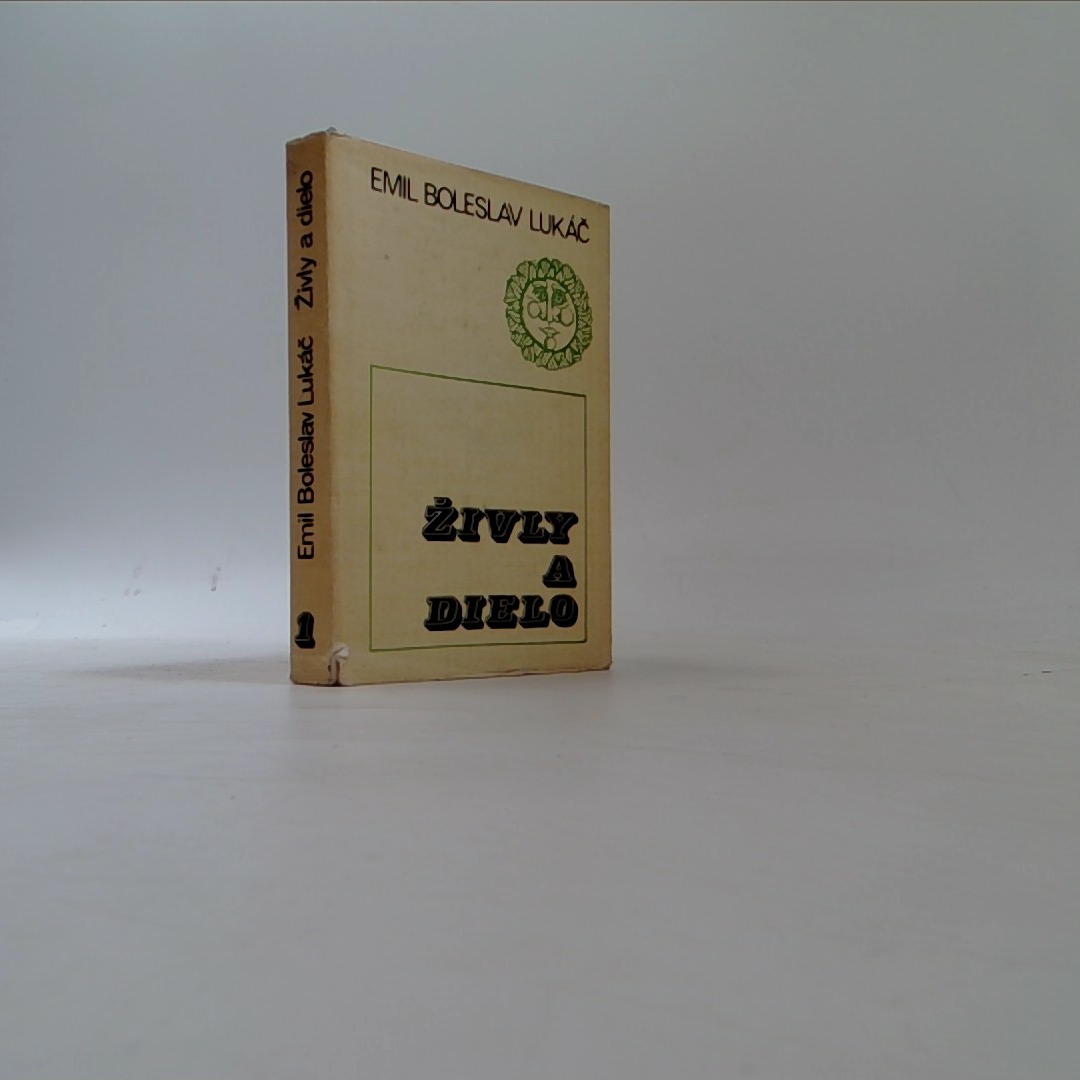 EMIL BOLESLAV LUKÁČ
ŽIVLY
A
DIELO
Emil Boleslav Lukáč Živly a dielo
1